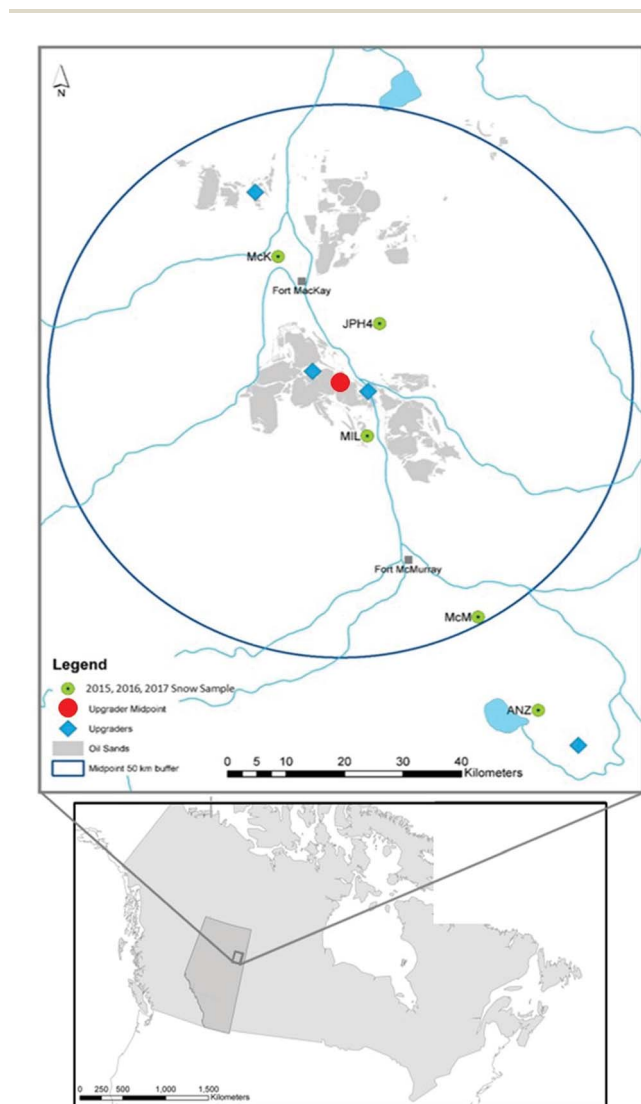 N
McK
Fort MacKay
JPH4
MIL
Fort McMurray
McM
ANZ
Legend
2015, 2016, 2017 Snow Sample
Upgrader Midpoint
Upgraders
Oil Sands
Midpoint 50 km buffer
0 5 10 20 30 40
Kilometers
0 250 500 1,000 1,500
Kilometers